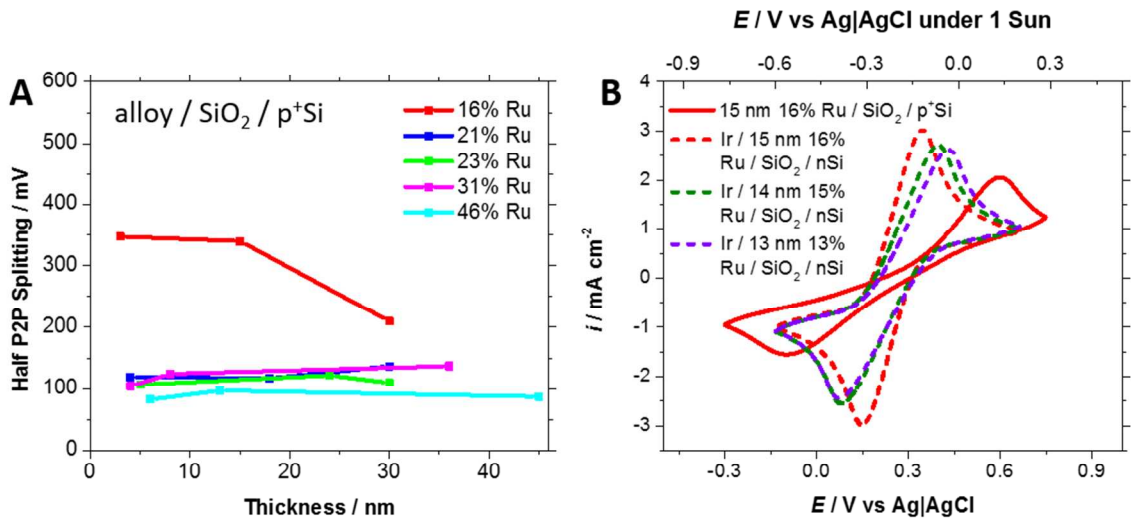 A
alloy / SiO₂ / p⁺Si
16% Ru
21% Ru
23% Ru
31% Ru
46% Ru
600
500
400
300
200
100
0
Half P2P Splitting / mV
0 10 20 30 40
Thickness / nm
E / V vs Ag|AgCl under 1 Sun
-0.9 -0.6 -0.3 0.0 0.3
B
15 nm 16% Ru / SiO₂ / p⁺Si
Ir / 15 nm 16%
Ru / SiO₂ / nSi
Ir / 14 nm 15%
Ru / SiO₂ / nSi
Ir / 13 nm 13%
Ru / SiO₂ / nSi
4
3
2
1
0
-1
-2
-3
i / mA cm⁻²
-0.3 0.0 0.3 0.6 0.9
E / V vs Ag|AgCl